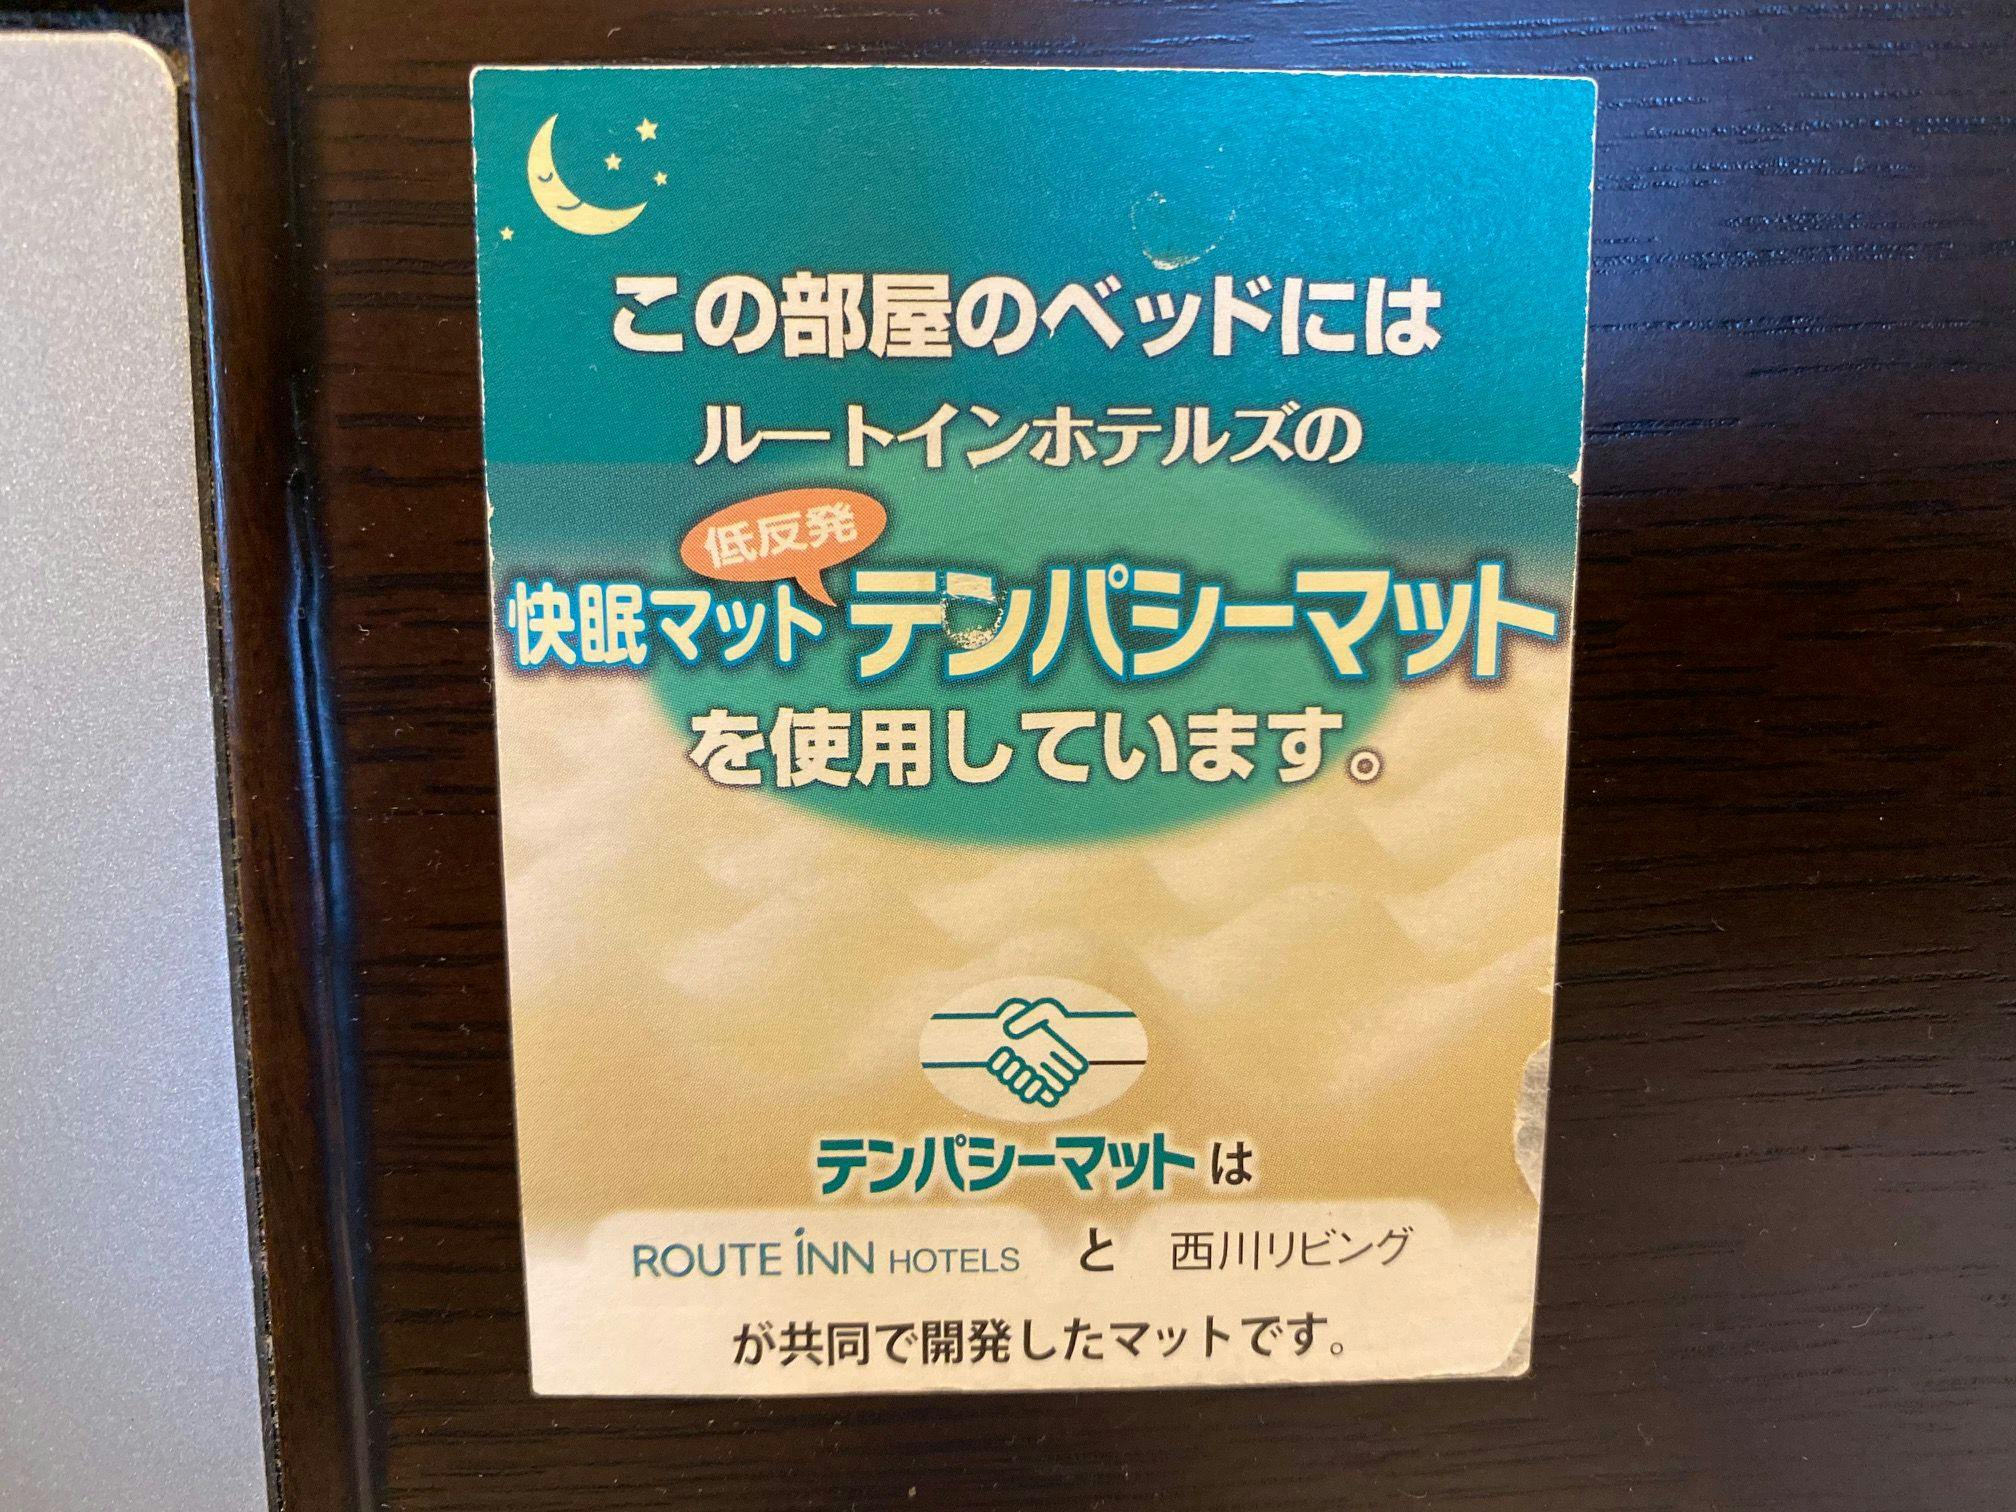 この部屋のベッドには
ルートインホテルズの
低反発
快眠マット テンパシーマット
を使用しています。
テンパシーマット は
ROUTE INN HOTELS と 西川リビング
が共同で開発したマットです。